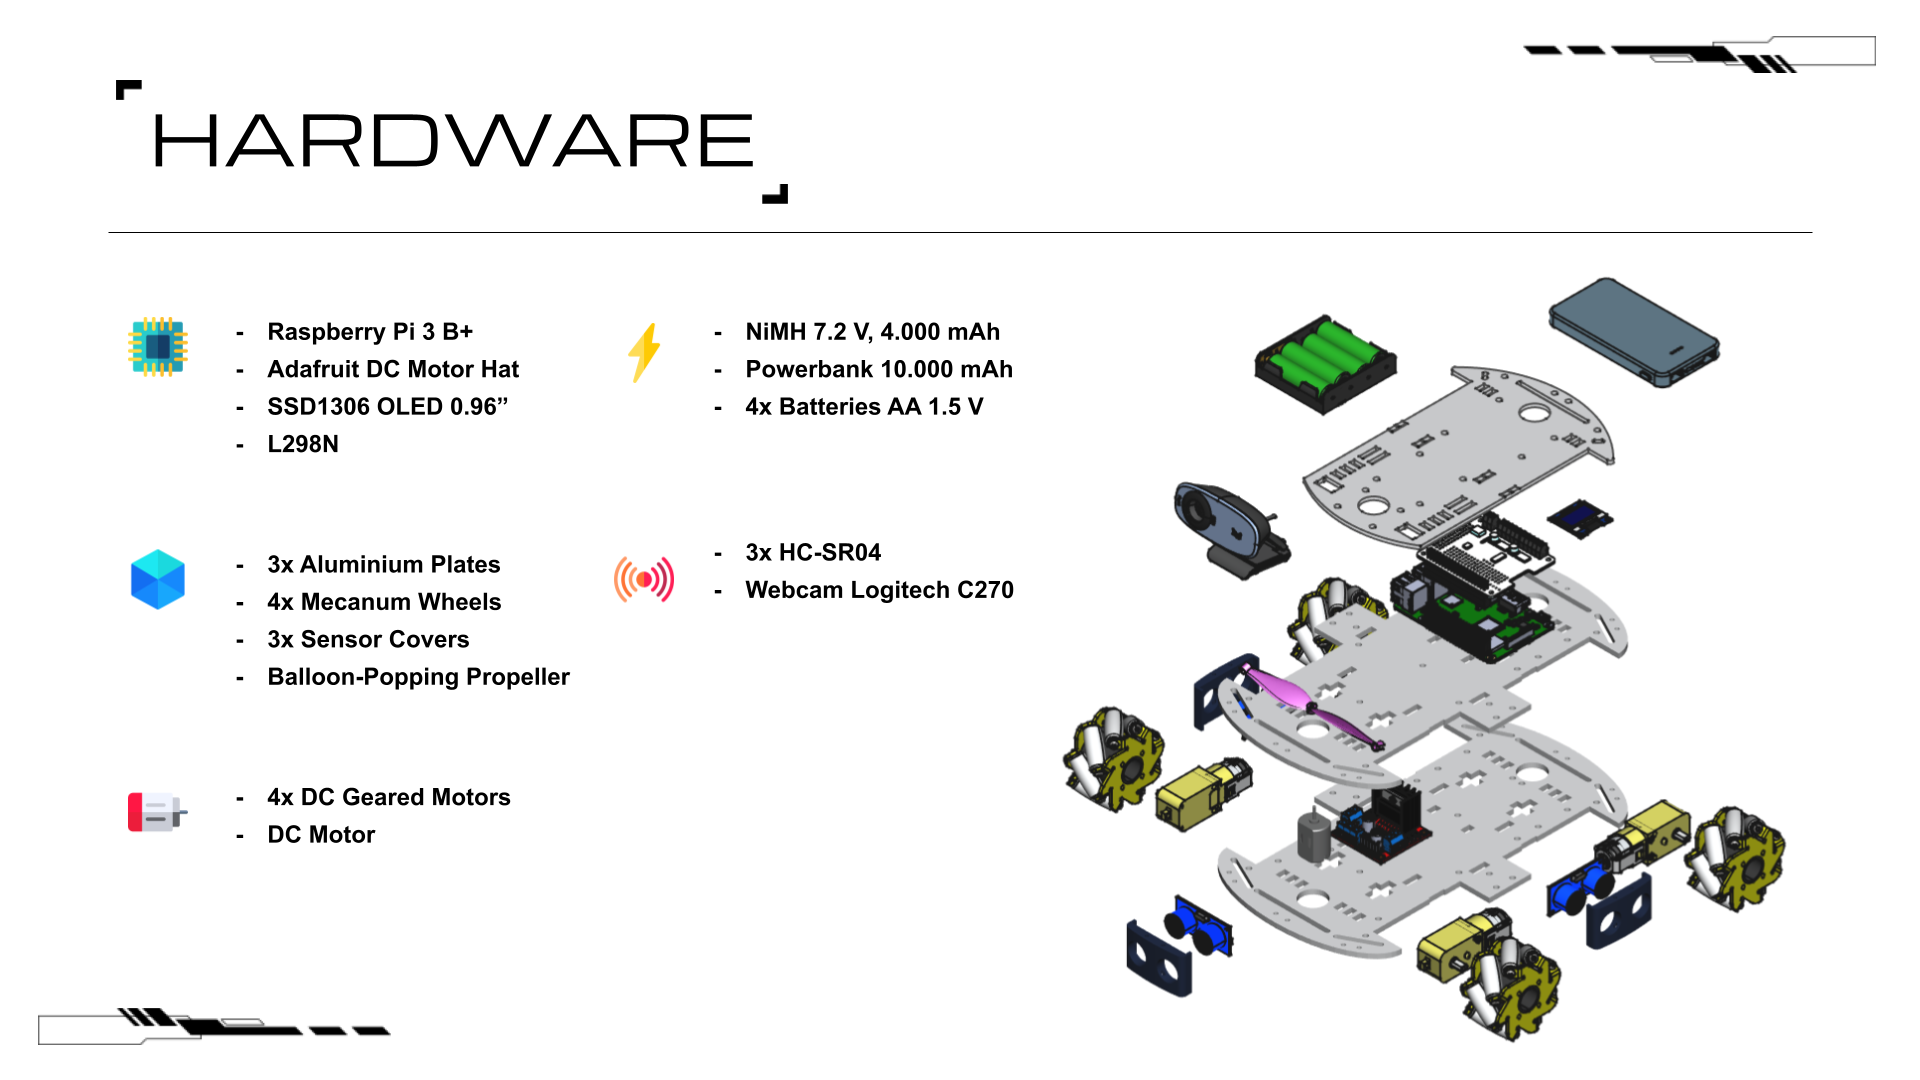 HARDWARE
- Raspberry Pi 3 B+
- Adafruit DC Motor Hat
- SSD1306 OLED 0.96”
- L298N
- NiMH 7.2 V, 4.000 mAh
- Powerbank 10.000 mAh
- 4x Batteries AA 1.5 V
- 3x Aluminium Plates
- 4x Mecanum Wheels
- 3x Sensor Covers
- Balloon-Popping Propeller
- 3x HC-SR04
- Webcam Logitech C270
- 4x DC Geared Motors
- DC Motor